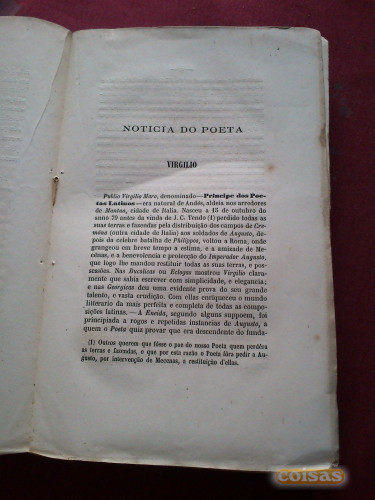 NOTICIA DO POETA
VIRGILIO
Publio Virgilio Maro, denominado—Principe dos Poe-
tas Latinos—era natural de Andés, aldeia nos arredores
de Mantua, cidade de Italia. Nasceu a 15 de outubro do
anno 70 antes da vinda de J. C. Tendo (1) perdido todas as
suas terras e fazendas pela distribuição dos campos de Cre-
móna (outra cidade de Italia) aos soldados de Augusto, de-
pois da celebre batalha de Philippos, voltou a Roma, onde
grangeou em breve tempo a estima, e a amisade de Me-
cénas, e a benevolencia e protecção do Imperador Augusto,
que logo lhe mandou restituir todas as suas terras, e pos-
sessões. Nas Bucolicas ou Eclogas mostrou Virgilio clara-
mente que sabia escrever com simplicidade, e elegancia;
e nas Georgicas deu uma evidente prova do seu grande
talento, e vasta erudição. Com ellas enriqueceu o mundo
litterario da mais perfeita e completa de todas as compo-
sições latinas. — A Eneida, segundo alguns suppoem, foi
principiada a rogos e repetidas instancias de Augusto, a
quem o Poeta quiz provar que era descendente do funda-
(1) Outros querem que fôsse o pae do nosso Poeta quem perdêra
as terras e fazendas, e que por esta razão o Poeta fôra pedir a Au-
gusto, por intervenção de Mecenas, a restituição d'ellas.
coisas